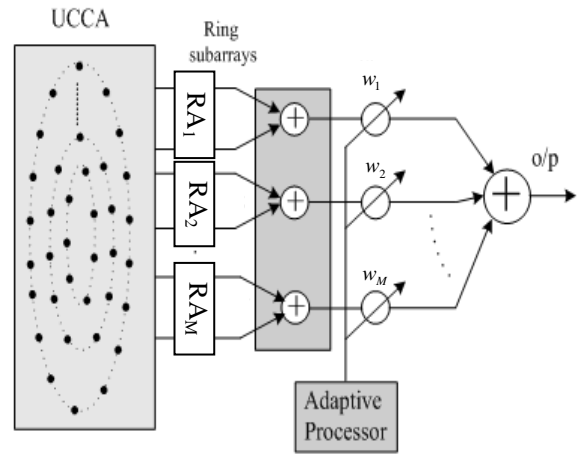 UCCA
Ring
subarrays
RA1
RA2
RAM
w1
w2
wM
o/p
Adaptive
Processor